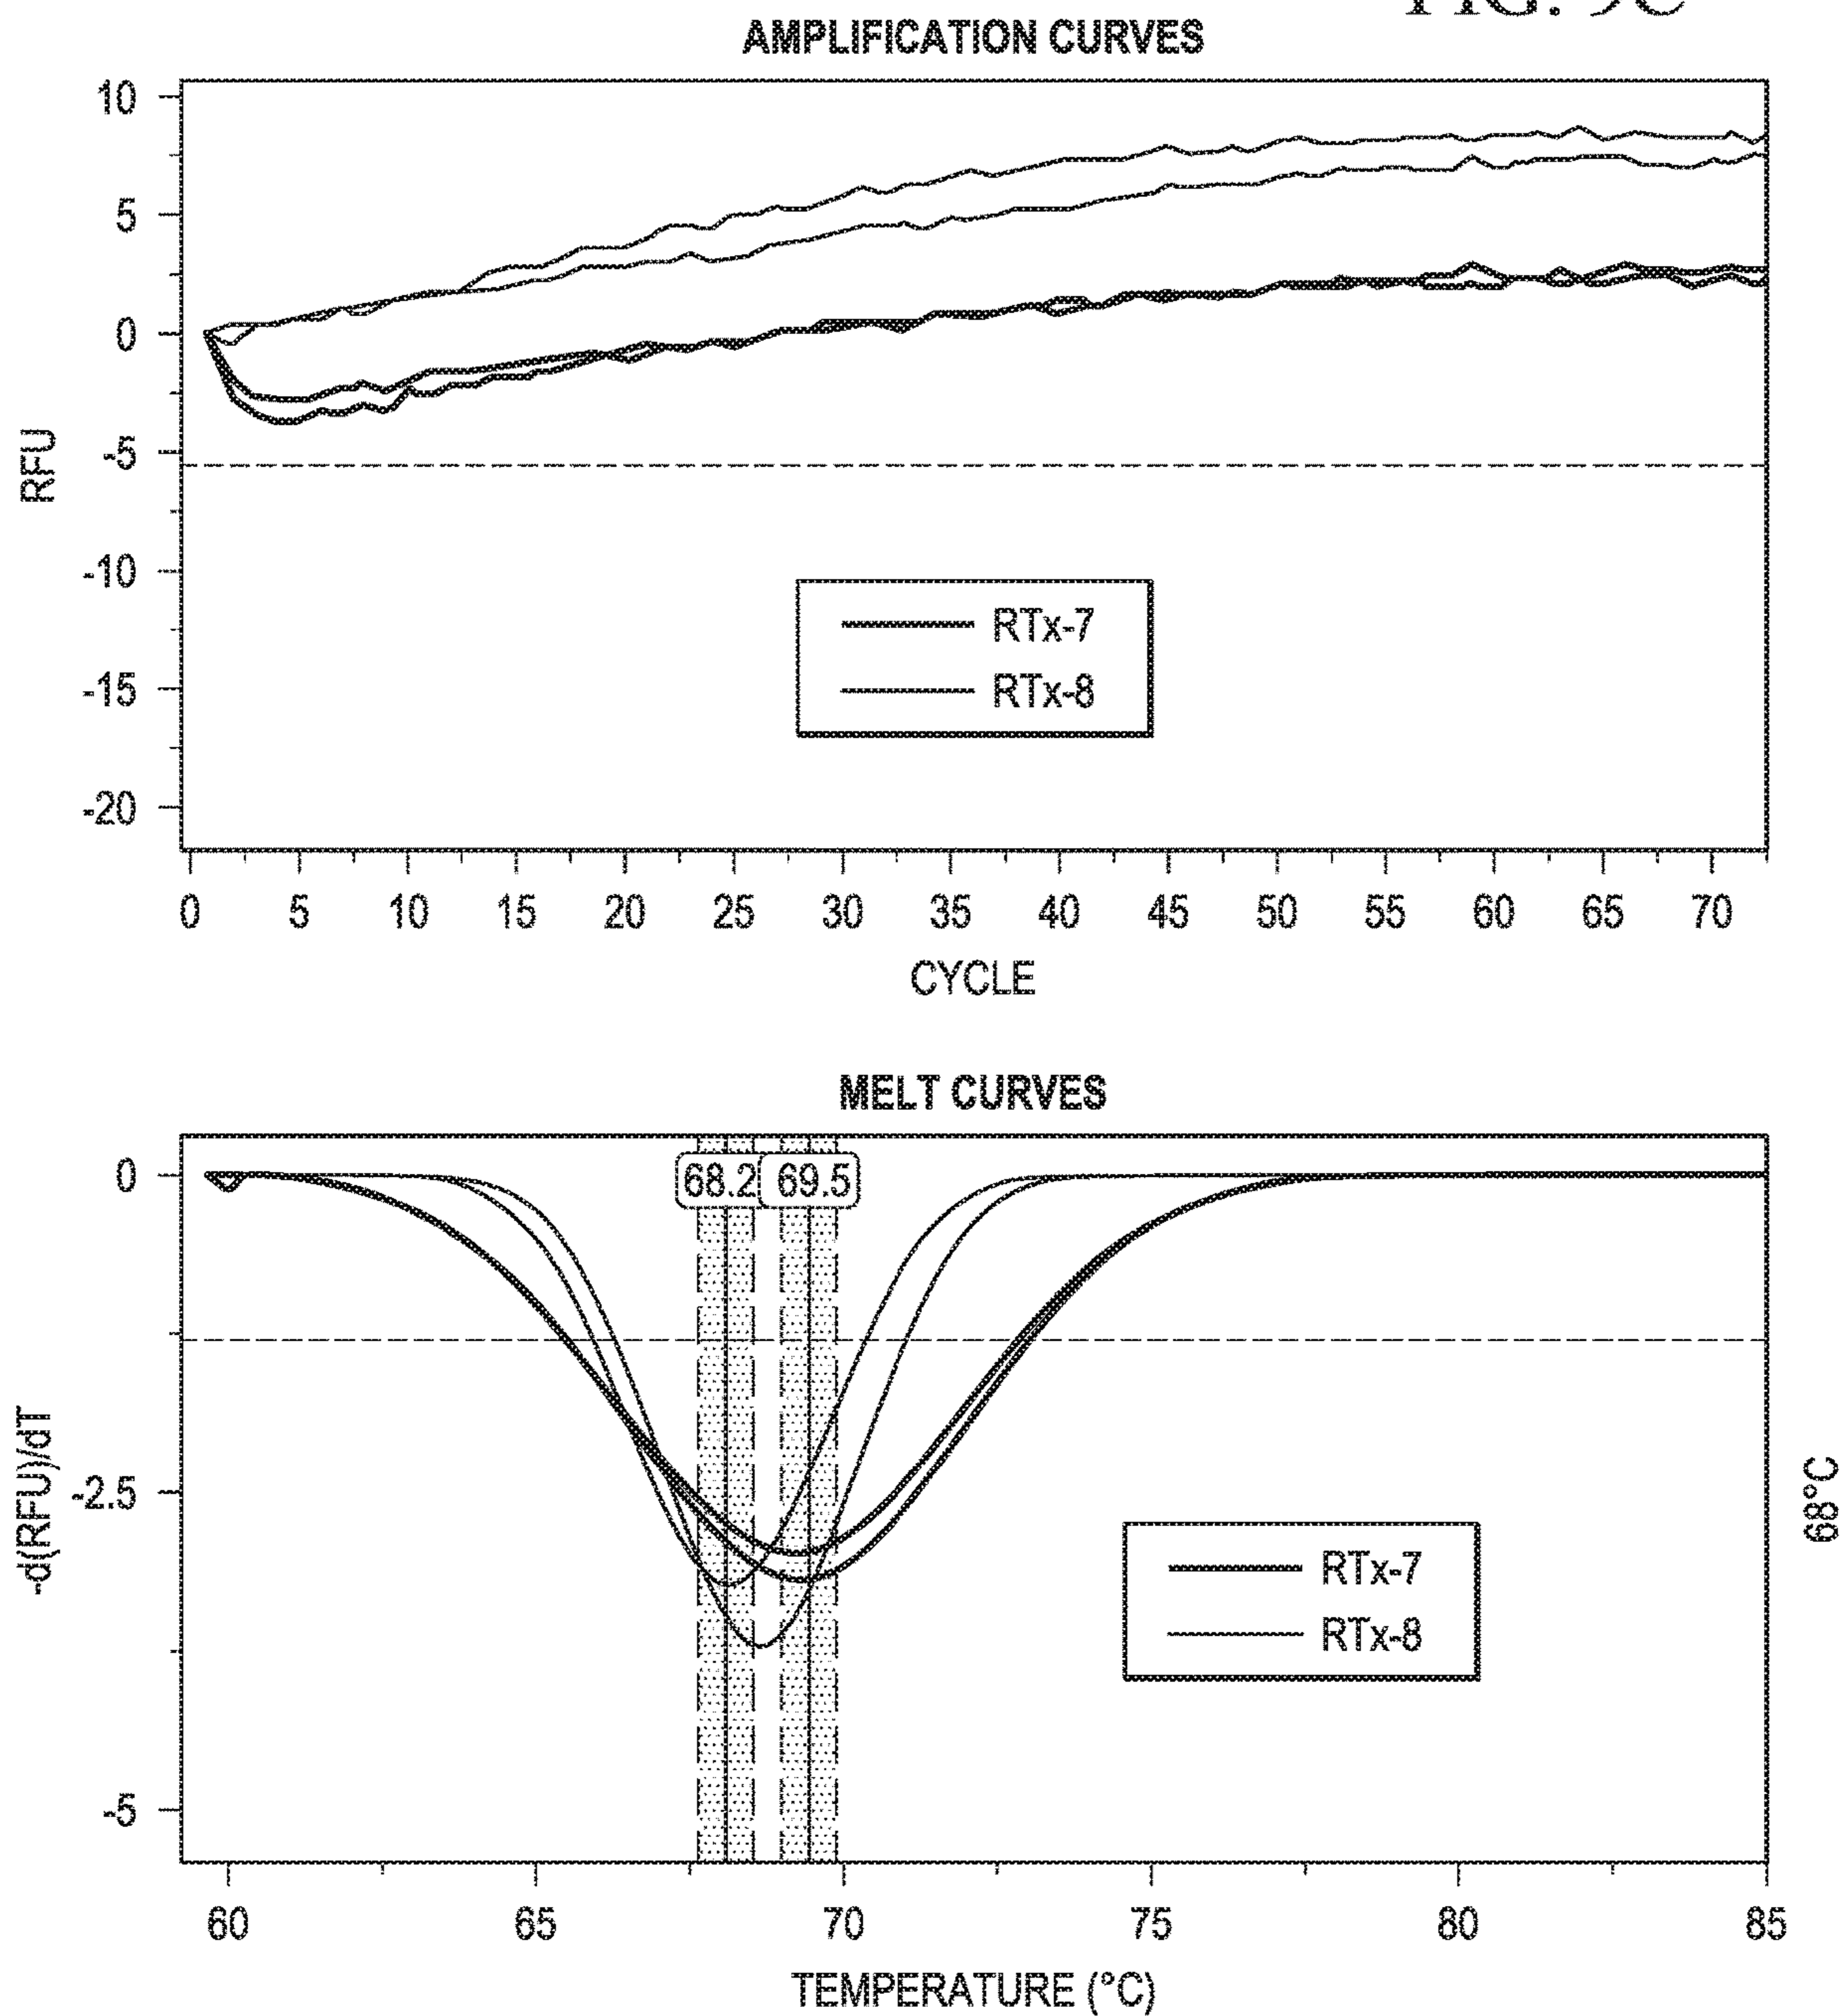 FIG. 9C
AMPLIFICATION CURVES
10
5
0
-5
-10
-15
-20
RFU
RTx-7
RTx-8
0 5 10 15 20 25 30 35 40 45 50 55 60 65 70
CYCLE
MELT CURVES
68.2 69.5
0
-2.5
-5
-d(RFU)/dT
RTx-7
RTx-8
68°C
60 65 70 75 80 85
TEMPERATURE (°C)